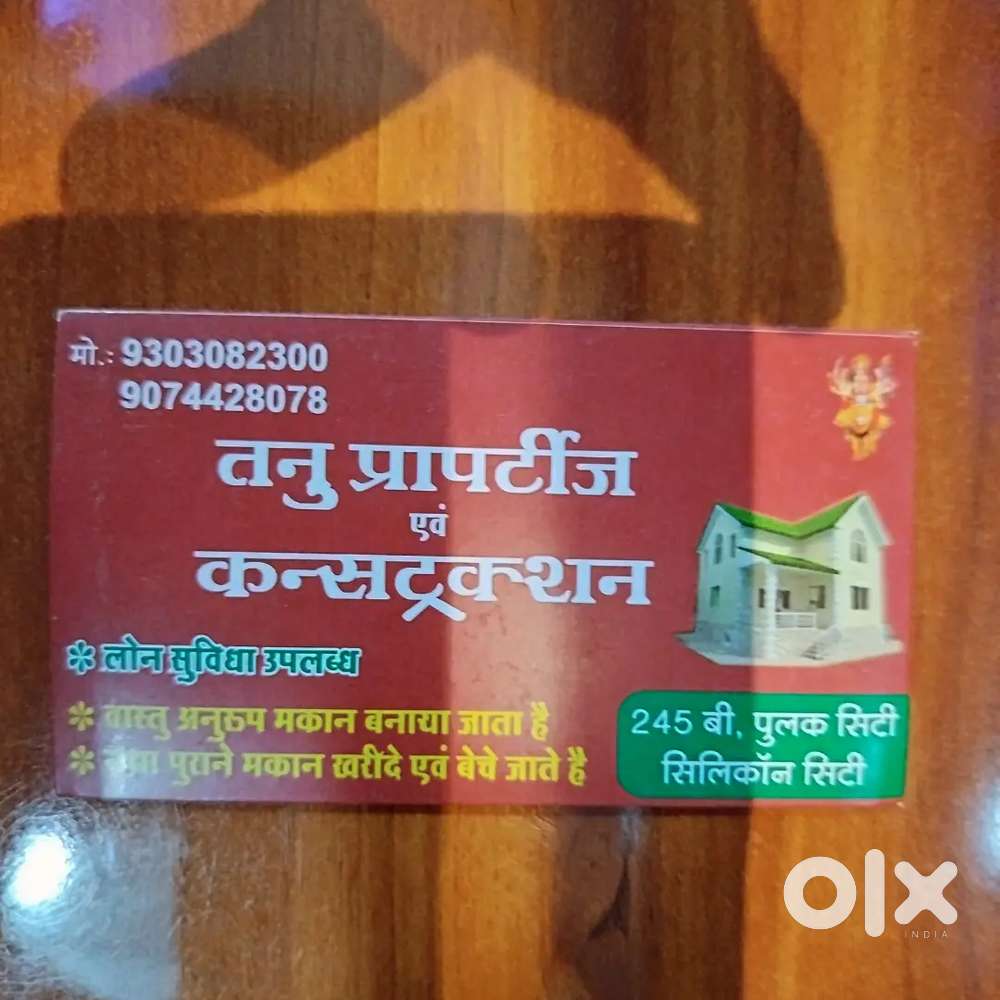 मो.: 9303082300
9074428078
तनु प्रापर्टीज
एवं
कन्सट्रक्शन
* लोन सुविधा उपलब्ध
* वास्तु अनुरुप मकान बनाया जाता है
* पुराने मकान खरीदे एवं बेचे जाते है
245 बी, पुलक सिटी
सिलिकॉन सिटी
olx
INDIA